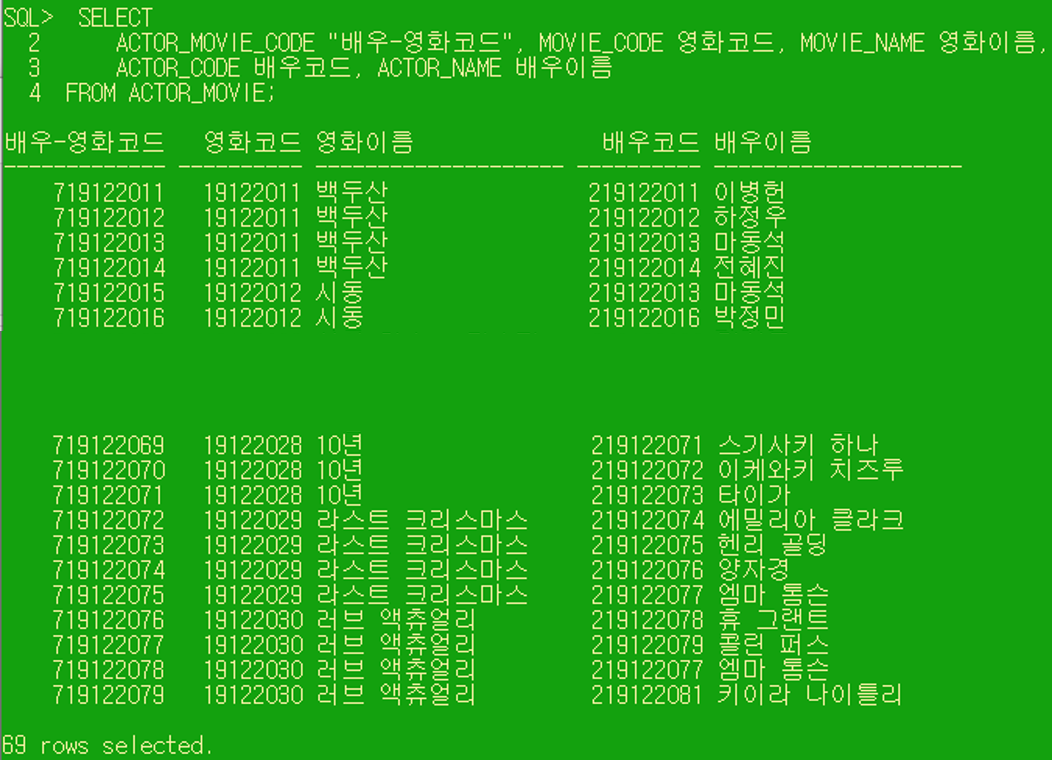 SQL>  SELECT
  2      ACTOR_MOVIE_CODE "배우-영화코드", MOVIE_CODE 영화코드, MOVIE_NAME 영화이름,
  3      ACTOR_CODE 배우코드, ACTOR_NAME 배우이름
  4  FROM ACTOR_MOVIE;
배우-영화코드 영화코드 영화이름 배우코드 배우이름
------------- ---------- -------------------- ---------- --------------------
719122011 19122011 백두산 219122011 이병헌
719122012 19122011 백두산 219122012 하정우
719122013 19122011 백두산 219122013 마동석
719122014 19122011 백두산 219122014 전혜진
719122015 19122012 시동 219122013 마동석
719122016 19122012 시동 219122016 박정민
719122069 19122028 10년 219122071 스기사키 하나
719122070 19122028 10년 219122072 이케와키 치즈루
719122071 19122028 10년 219122073 타이가
719122072 19122029 라스트 크리스마스 219122074 에밀리아 클라크
719122073 19122029 라스트 크리스마스 219122075 헨리 골딩
719122074 19122029 라스트 크리스마스 219122076 양자경
719122075 19122029 라스트 크리스마스 219122077 엠마 톰슨
719122076 19122030 러브 액츄얼리 219122078 휴 그랜트
719122077 19122030 러브 액츄얼리 219122079 콜린 퍼스
719122078 19122030 러브 액츄얼리 219122077 엠마 톰슨
719122079 19122030 러브 액츄얼리 219122081 키이라 나이틀리
69 rows selected.